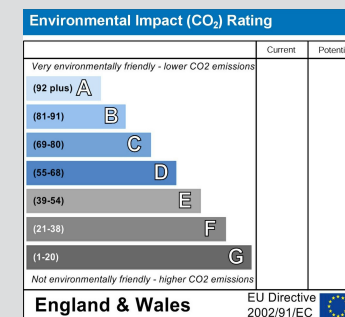 Environmental Impact (CO₂) Rating
Current Potenti
Very environmentally friendly - lower CO2 emissions
(92 plus) A
(81-91) B
(69-80) C
(55-68) D
(39-54) E
(21-38) F
(1-20) G
Not environmentally friendly - higher CO2 emissions
England & Wales
EU Directive
2002/91/EC